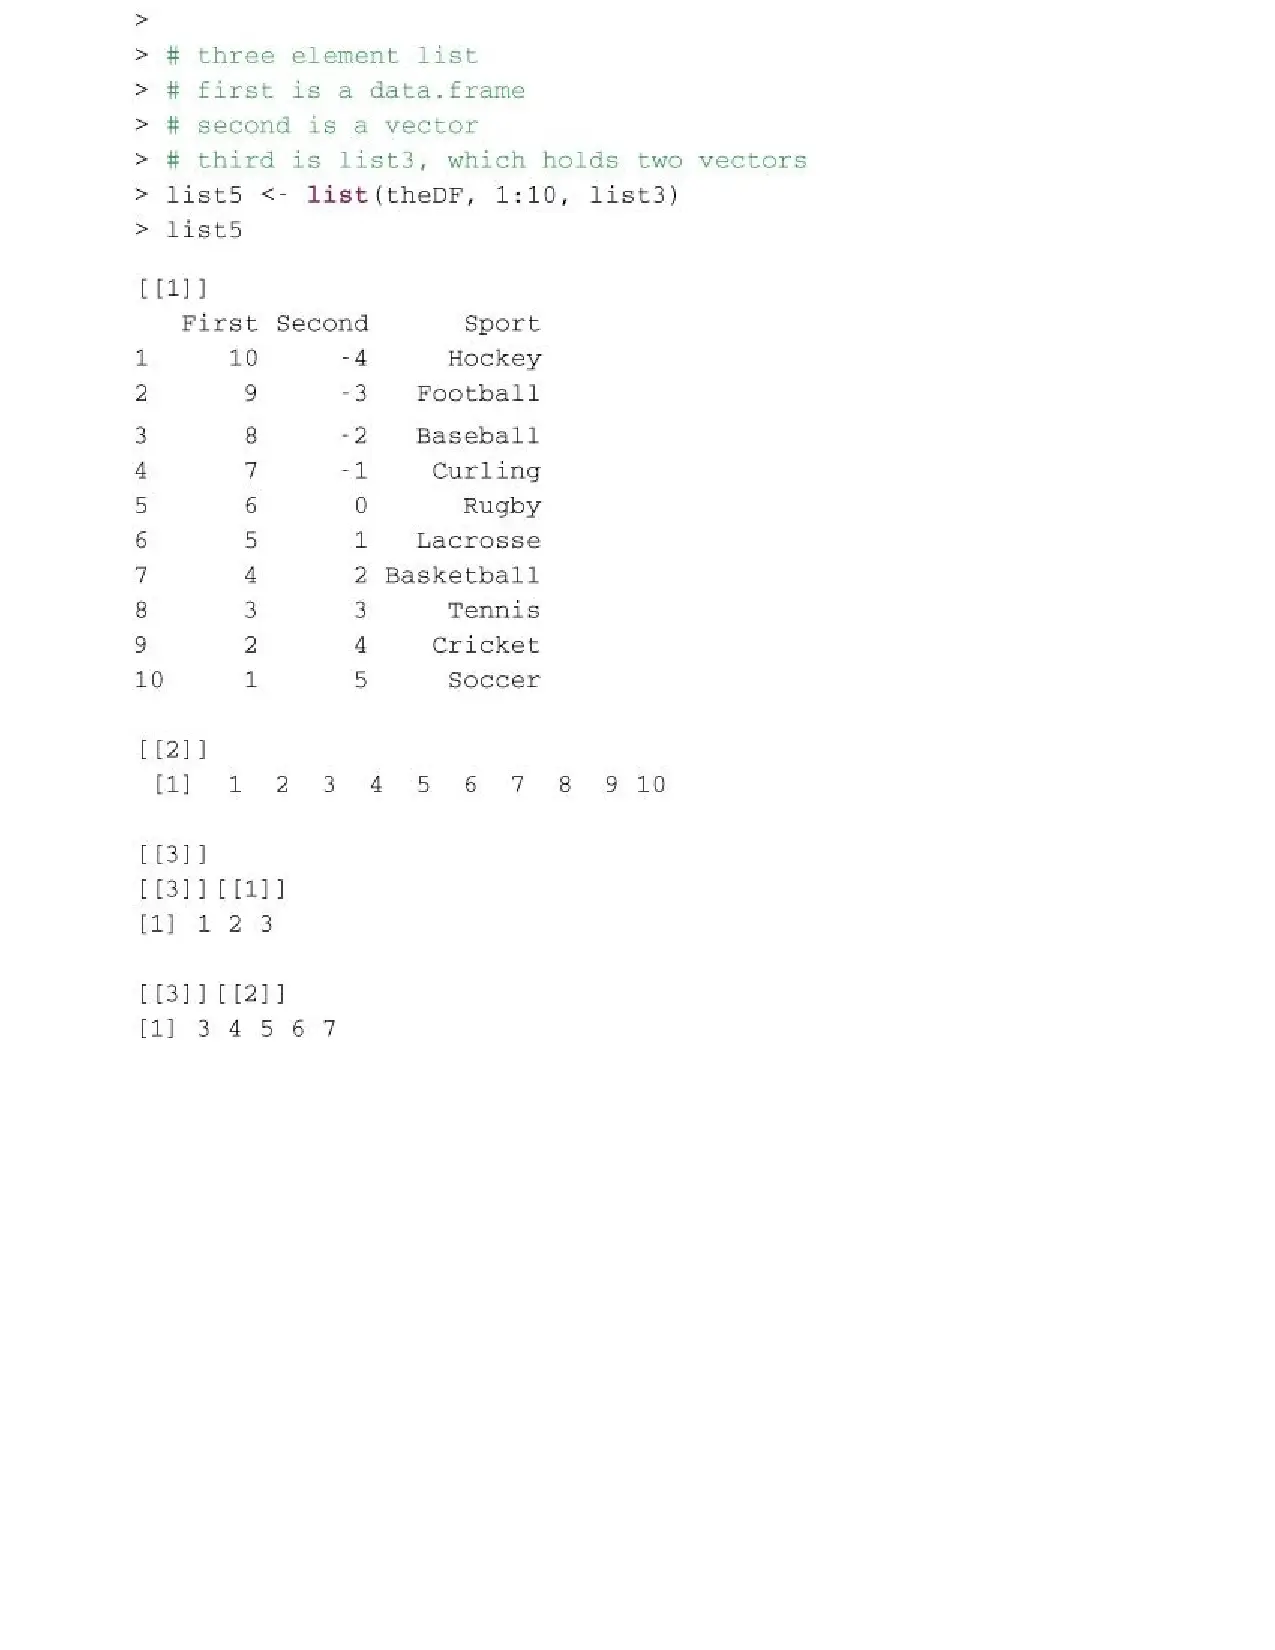 >
> # three element list
> # first is a data.frame
> # second is a vector
> # third is list3, which holds two vectors
> list5 <- list(theDF, 1:10, list3)
> list5
[[1]]
   First Second      Sport
1     10     -4     Hockey
2      9     -3   Football
3      8     -2   Baseball
4      7     -1    Curling
5      6      0      Rugby
6      5      1   Lacrosse
7      4      2 Basketball
8      3      3     Tennis
9      2      4    Cricket
10     1      5     Soccer
[[2]]
 [1]  1  2  3  4  5  6  7  8  9 10
[[3]]
[[3]][[1]]
[1] 1 2 3
[[3]][[2]]
[1] 3 4 5 6 7